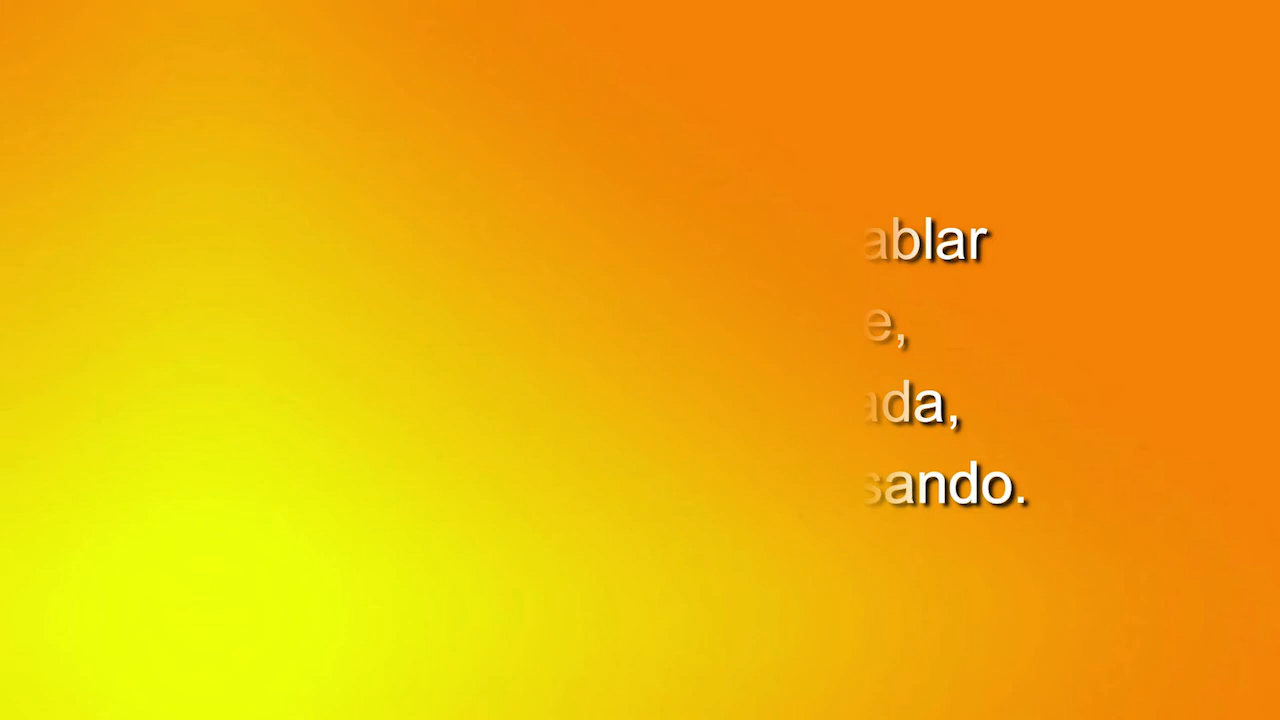 ablar
e,
ada,
sando.